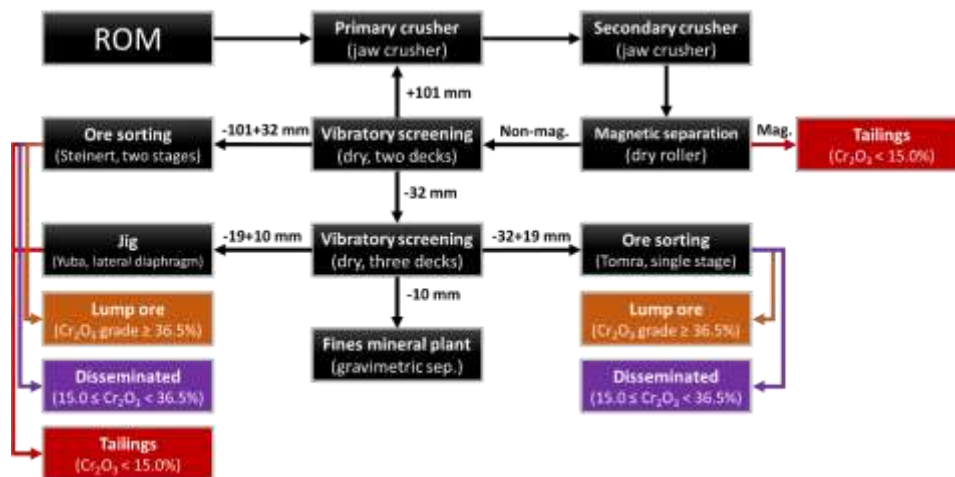 ROM
Primary crusher
(jaw crusher)
Secondary crusher
(jaw crusher)
+101 mm
Ore sorting
(Steinert, two stages)
-101+32 mm
Vibratory screening
(dry, two decks)
Non-mag.
Magnetic separation
(dry roller)
Mag.
Tailings
(Cr₂O₃ < 15.0%)
-32 mm
Jig
(Yuba, lateral diaphragm)
-19+10 mm
Vibratory screening
(dry, three decks)
-32+19 mm
Ore sorting
(Tomra, single stage)
-10 mm
Lump ore
(Cr₂O₃ grade ≥ 36.5%)
Fines mineral plant
(gravimetric sep.)
Lump ore
(Cr₂O₃ grade ≥ 36.5%)
Disseminated
(15.0 ≤ Cr₂O₃ < 36.5%)
Disseminated
(15.0 ≤ Cr₂O₃ < 36.5%)
Tailings
(Cr₂O₃ < 15.0%)